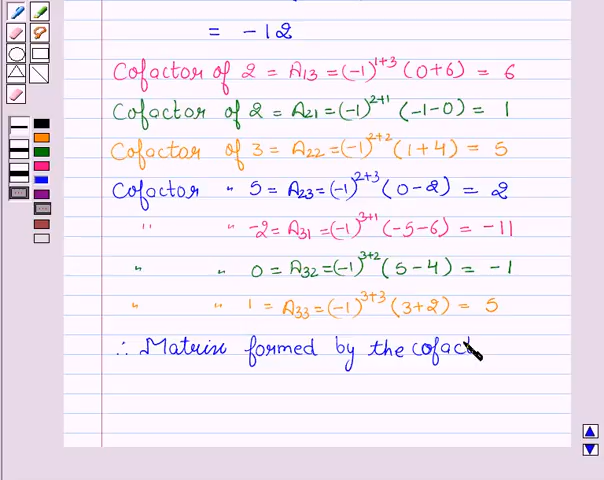 = -12
Cofactor of 2 = A13 = (-1)^1+3 (0+6) = 6
Cofactor of 2 = A21 = (-1)^2+1 (-1-0) = 1
Cofactor of 3 = A22 = (-1)^2+2 (1+4) = 5
Cofactor " 5 = A23 = (-1)^2+3 (0-2) = 2
" " -2 = A31 = (-1)^3+1 (-5-6) = -11
" " 0 = A32 = (-1)^3+2 (5-4) = -1
" " 1 = A33 = (-1)^3+3 (3+2) = 5
∴ Matrix formed by the cofact